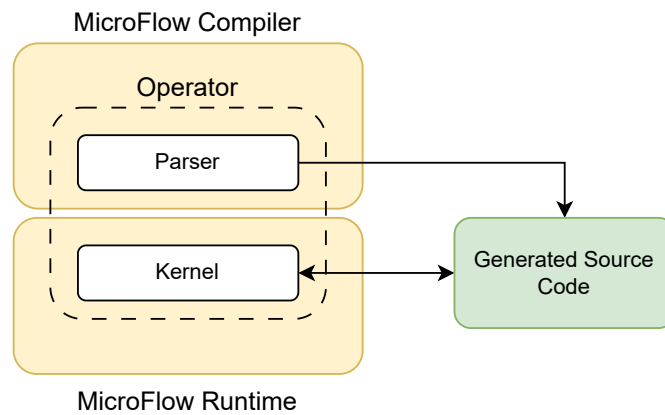 MicroFlow Compiler
Operator
Parser
Kernel
Generated Source
Code
MicroFlow Runtime